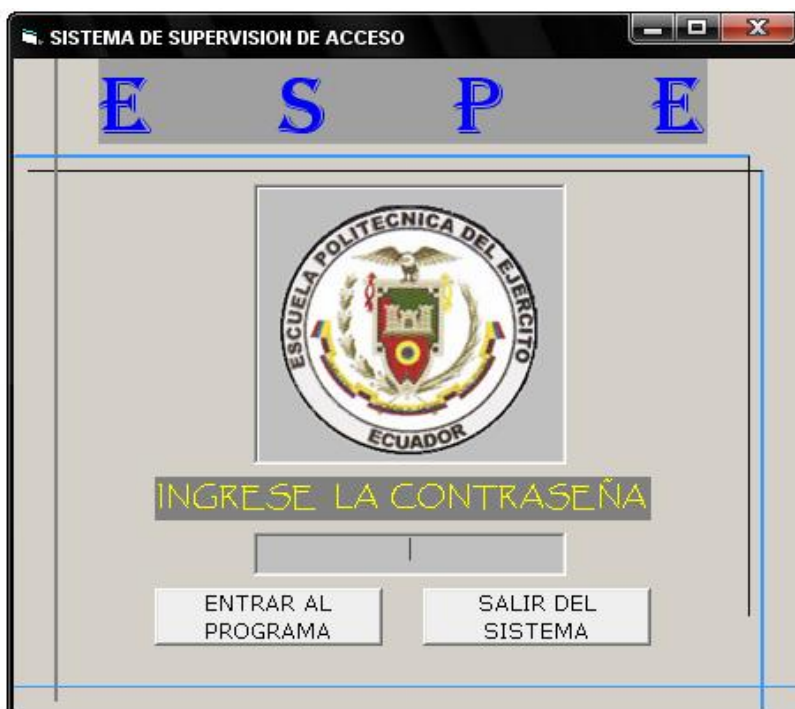 SISTEMA DE SUPERVISION DE ACCESO
E S P E
ESCUELA POLITECNICA DEL EJERCITO
ECUADOR
INGRESE LA CONTRASEÑA
ENTRAR AL
PROGRAMA
SALIR DEL
SISTEMA